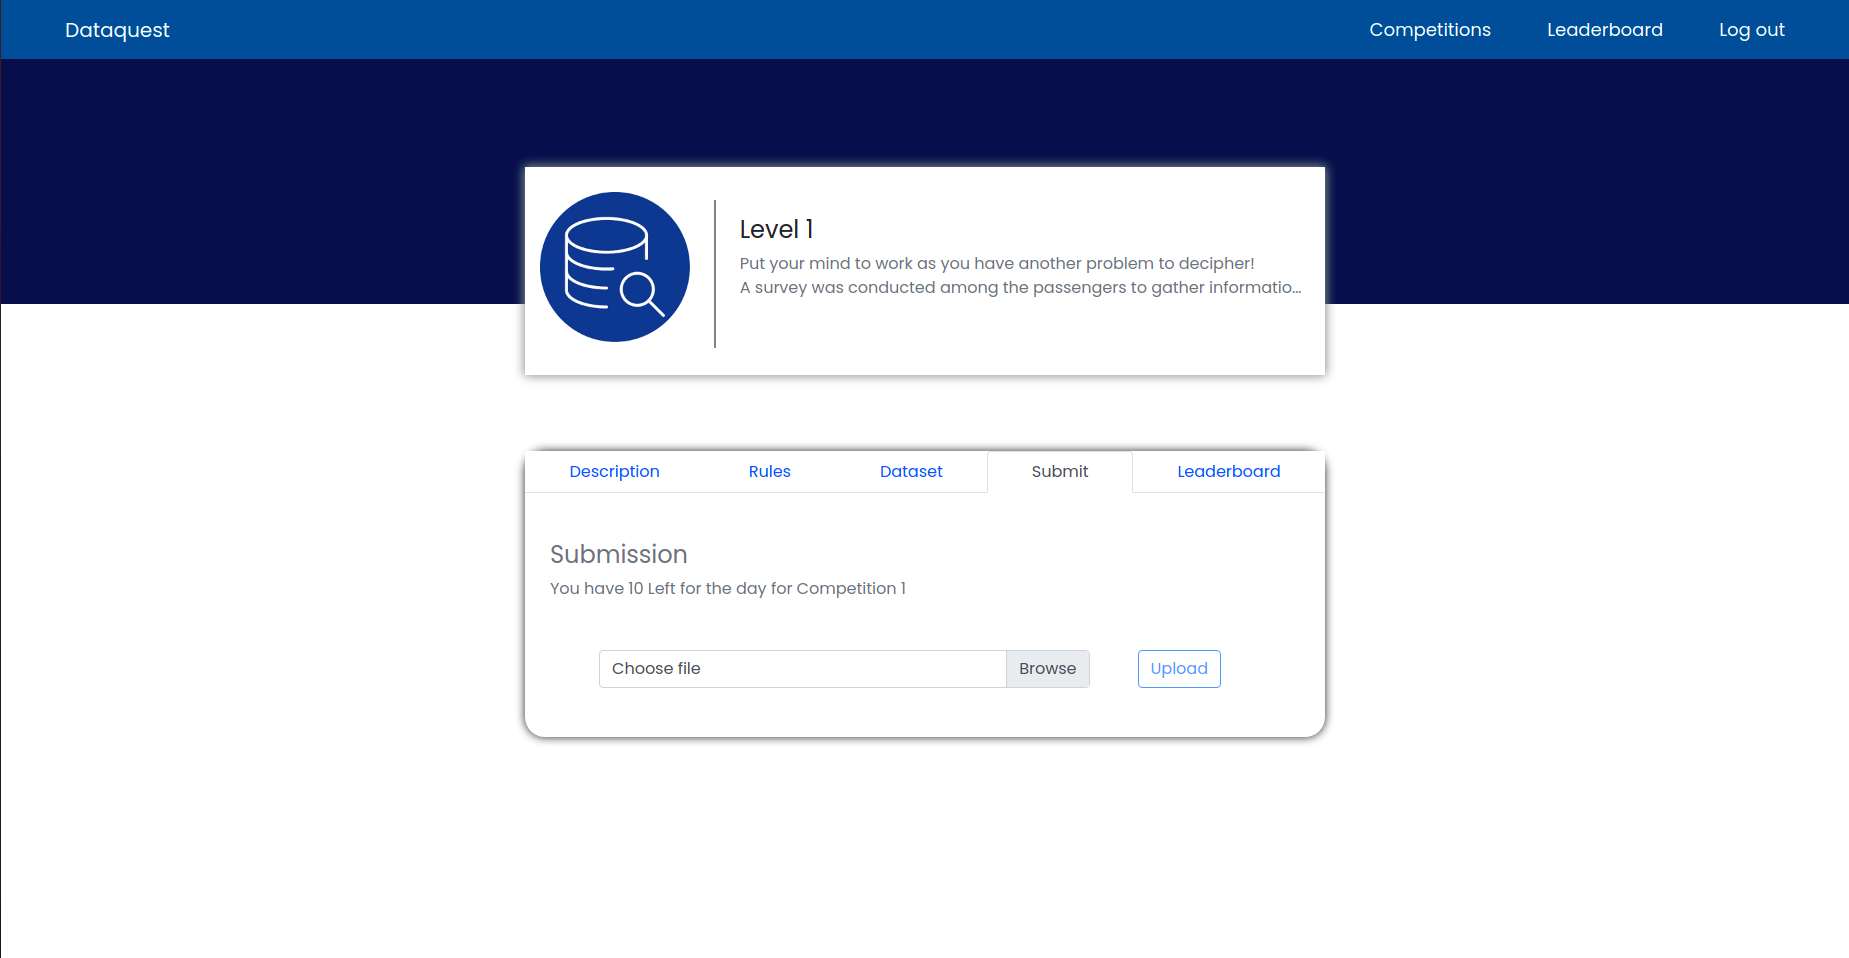 Dataquest
Competitions
Leaderboard
Log out
Level 1
Put your mind to work as you have another problem to decipher!
A survey was conducted among the passengers to gather informatio...
Description
Rules
Dataset
Submit
Leaderboard
Submission
You have 10 Left for the day for Competition 1
Choose file
Browse
Upload